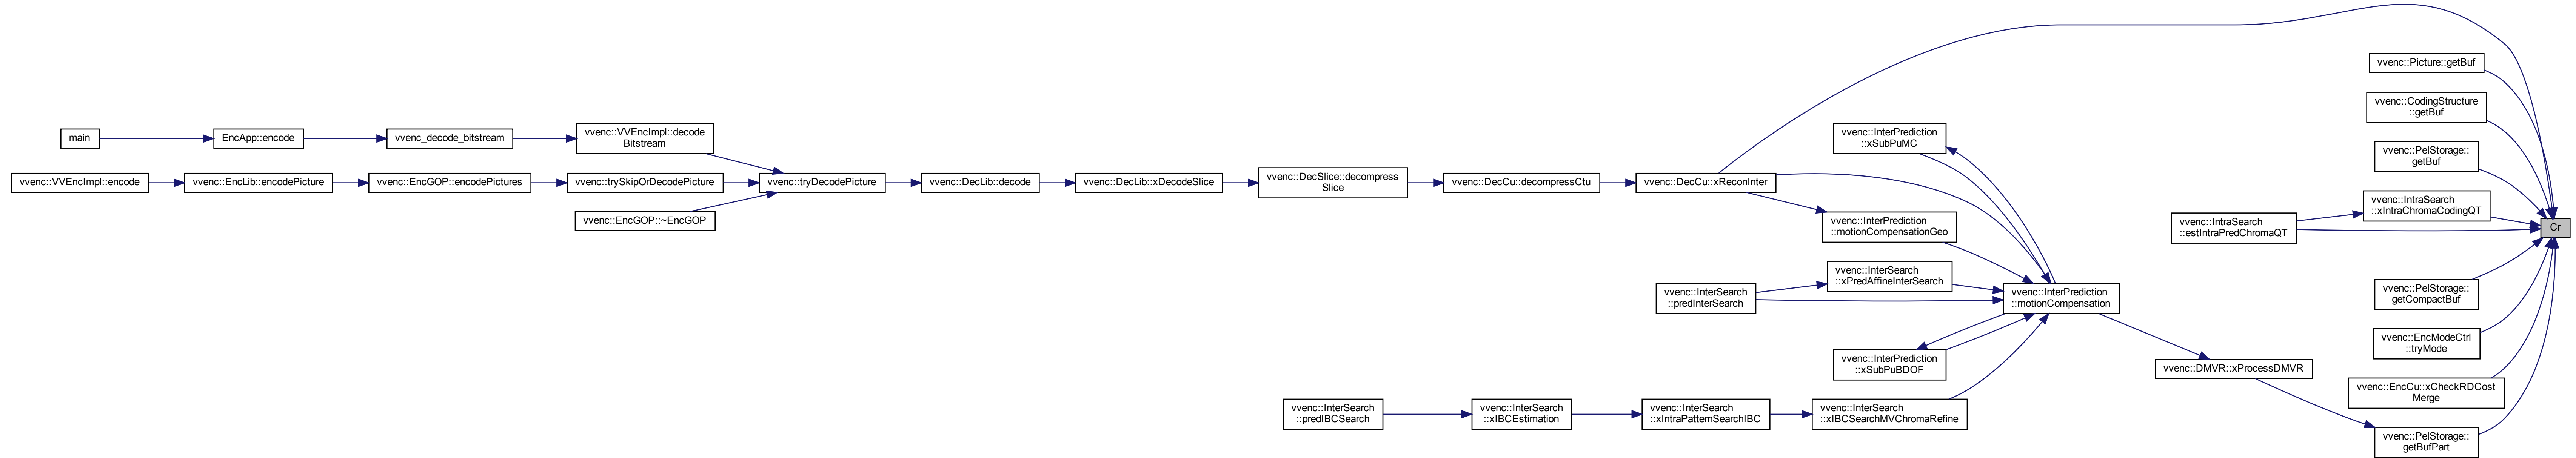 main
vvenc::VVEncImpl::encode
EncApp::encode
vvenc::EncLib::encodePicture
vvenc_decode_bitstream
vvenc::EncGOP::encodePictures
vvenc::VVEncImpl::decode
Bitstream
vvenc::trySkipOrDecodePicture
vvenc::EncGOP::~EncGOP
vvenc::tryDecodePicture
vvenc::DecLib::decode
vvenc::DecLib::xDecodeSlice
vvenc::DecSlice::decompress
Slice
vvenc::DecCu::decompressCtu
vvenc::DecCu::xReconInter
vvenc::InterSearch
::predInterSearch
vvenc::InterSearch
::predIBCSearch
vvenc::InterSearch
::xIBCEstimation
vvenc::InterSearch
::xIntraPatternSearchIBC
vvenc::InterPrediction
::xSubPuMC
vvenc::InterPrediction
::motionCompensationGeo
vvenc::InterSearch
::xPredAffineInterSearch
vvenc::InterPrediction
::xSubPuBDOF
vvenc::InterSearch
::xIBCSearchMVChromaRefine
vvenc::InterPrediction
::motionCompensation
vvenc::DMVR::xProcessDMVR
vvenc::IntraSearch
::estIntraPredChromaQT
vvenc::Picture::getBuf
vvenc::CodingStructure
::getBuf
vvenc::PelStorage::
getBuf
vvenc::IntraSearch
::xIntraChromaCodingQT
vvenc::PelStorage::
getCompactBuf
vvenc::EncModeCtrl
::tryMode
vvenc::EncCu::xCheckRDCost
Merge
vvenc::PelStorage::
getBufPart
Cr